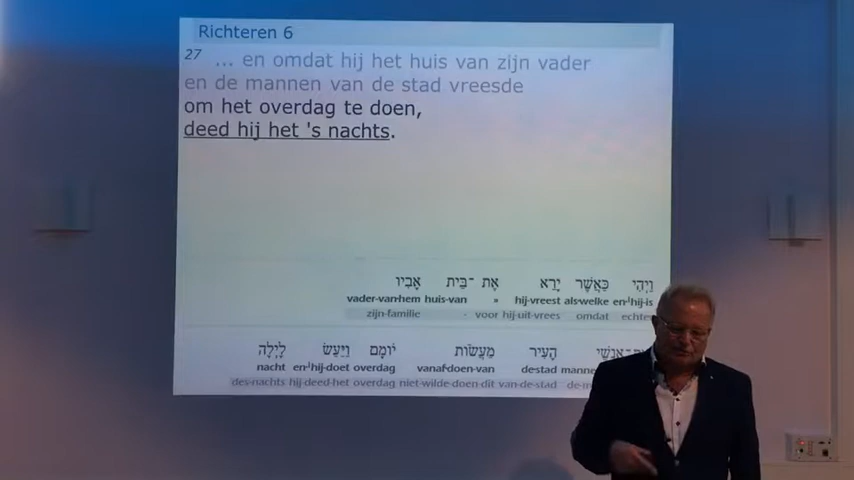 Richteren 6
27 ... en omdat hij het huis van zijn vader
en de mannen van de stad vreesde
om het overdag te doen,
deed hij het 's nachts.
וַיְהִי כַּאֲשֶׁר יָרֵא אֶת ־בֵּית אָבִיו
vader-van-hem huis-van » hij-vreest als-welke en-!hij-is
zijn-familie - voor hij-uit-vrees omdat echter
אַנְשֵׁי הָעִיר מֵעֲשׂוֹת יוֹמָם וַיַּעַשׂ לָיְלָה
nacht en-!hij-doet overdag vanaf-doen-van de stad
des-nachts hij-deed-het overdag niet-wilde-doen-dit van-de-stad